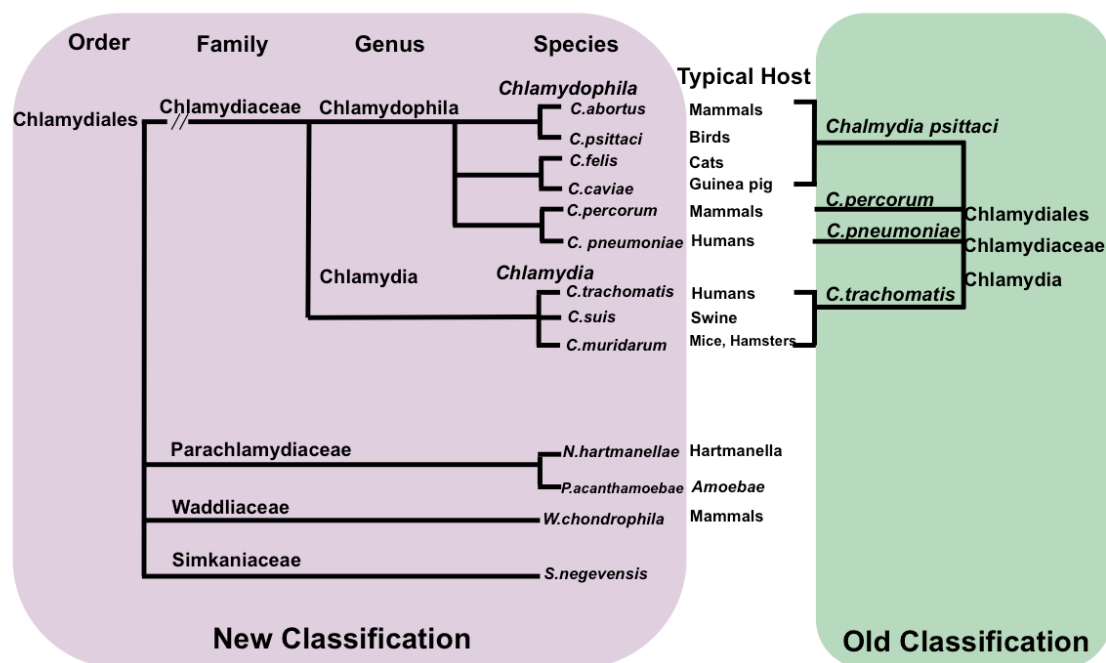 Order Family Genus Species
Typical Host
Chlamydophila
Chlamydiales Chlamydiaceae Chlamydophila C.abortus Mammals
C.psittaci Birds Chalmydia psittaci
C.felis Cats
C.caviae Guinea pig
C.percorum Mammals C.percorum Chlamydiales
C. pneumoniae Humans C.pneumoniae Chlamydiaceae
Chlamydia Chlamydia Chlamydia
C.trachomatis Humans C.trachomatis
C.suis Swine
C.muridarum Mice, Hamsters
Parachlamydiaceae N.hartmanellae Hartmanella
P.acanthamoebae Amoebae
Waddliaceae W.chondrophila Mammals
Simkaniaceae S.negevensis
New Classification Old Classification